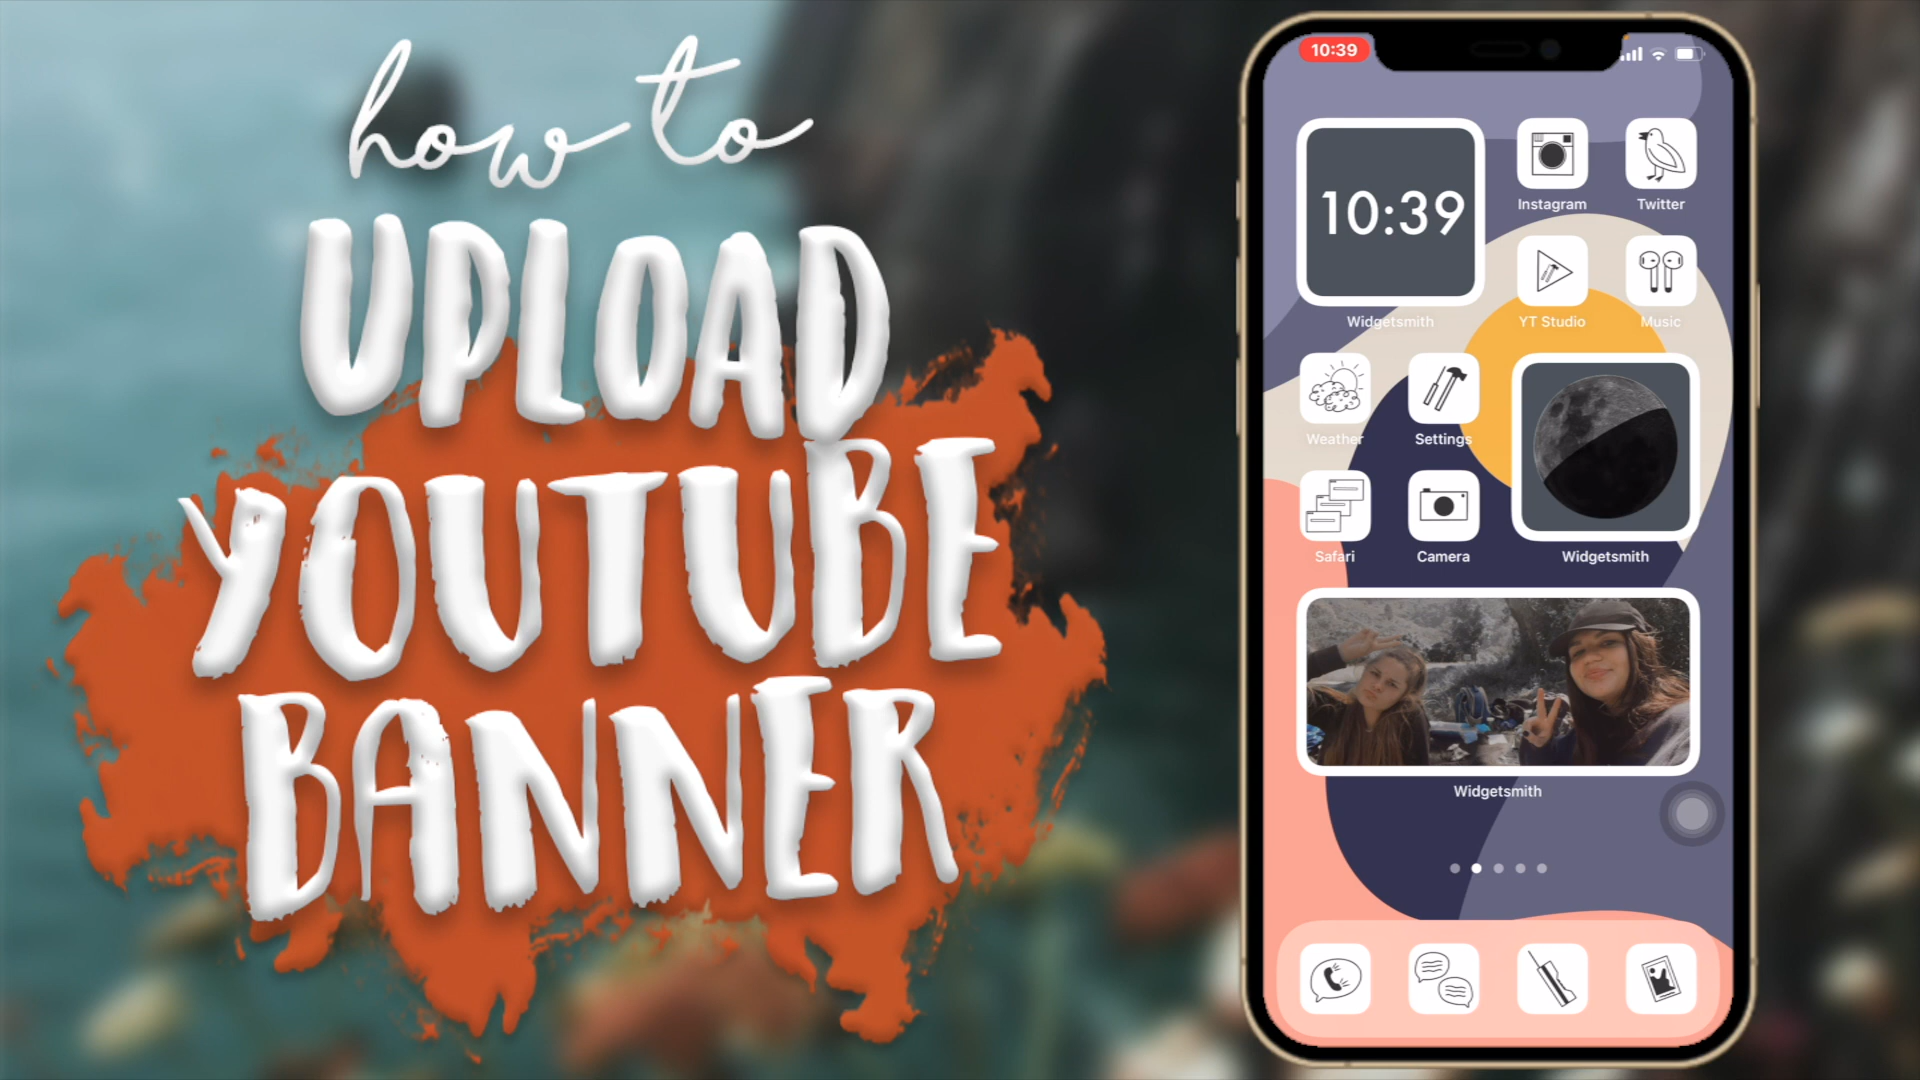 how to
UPLOAD
YOUTUBE
BANNER
10:39
10:39
Instagram
Twitter
Widgetsmith
YT Studio
Music
Weather
Settings
Safari
Camera
Widgetsmith
Widgetsmith